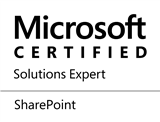 Microsoft
CERTIFIED
Solutions Expert
SharePoint